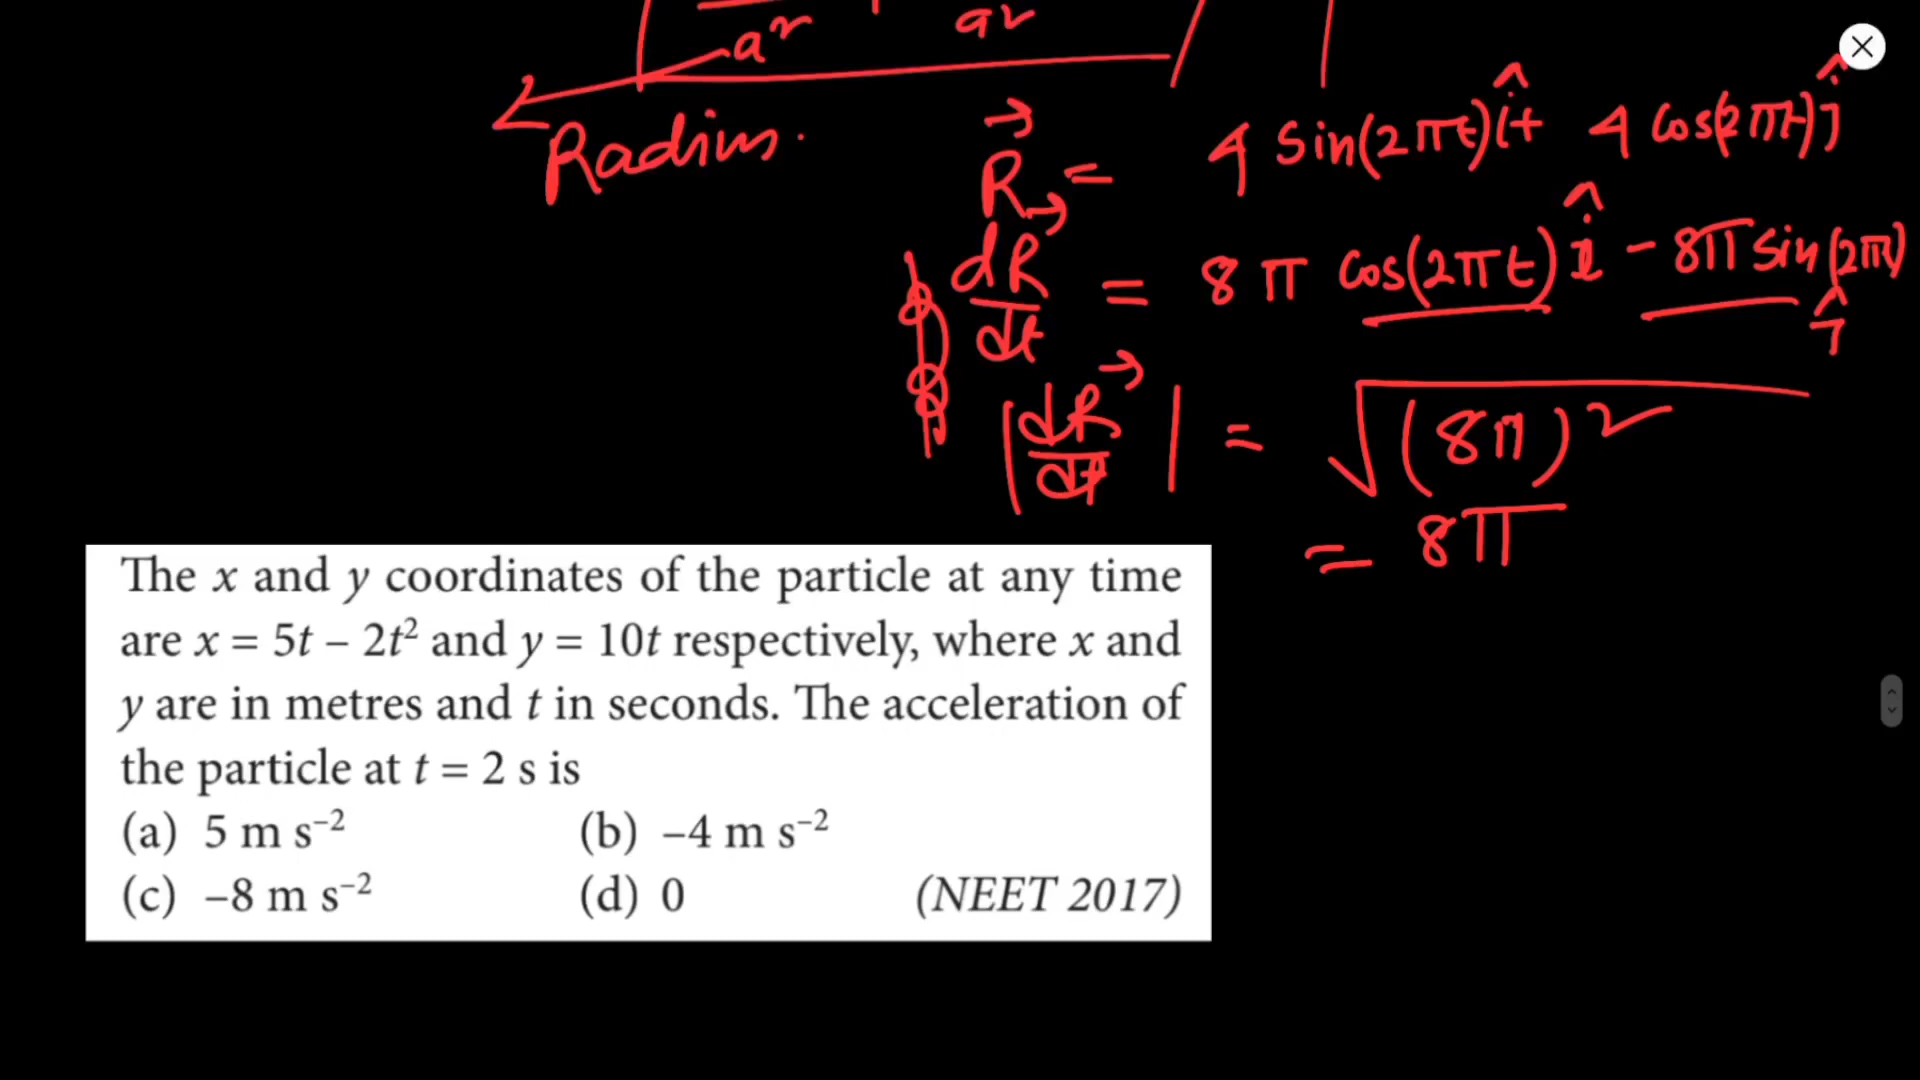 ar ar
Radius.
R⃗ = 4 Sin(2πt)î + 4 Cos(2πt)ĵ
dR⃗/dt = 8π Cos(2πt) î - 8π Sin(2πt) ĵ
|dR⃗/dt| = √(8π)²
= 8π
The x and y coordinates of the particle at any time
are x = 5t – 2t² and y = 10t respectively, where x and
y are in metres and t in seconds. The acceleration of
the particle at t = 2 s is
(a) 5 m s⁻² (b) –4 m s⁻²
(c) –8 m s⁻² (d) 0 (NEET 2017)